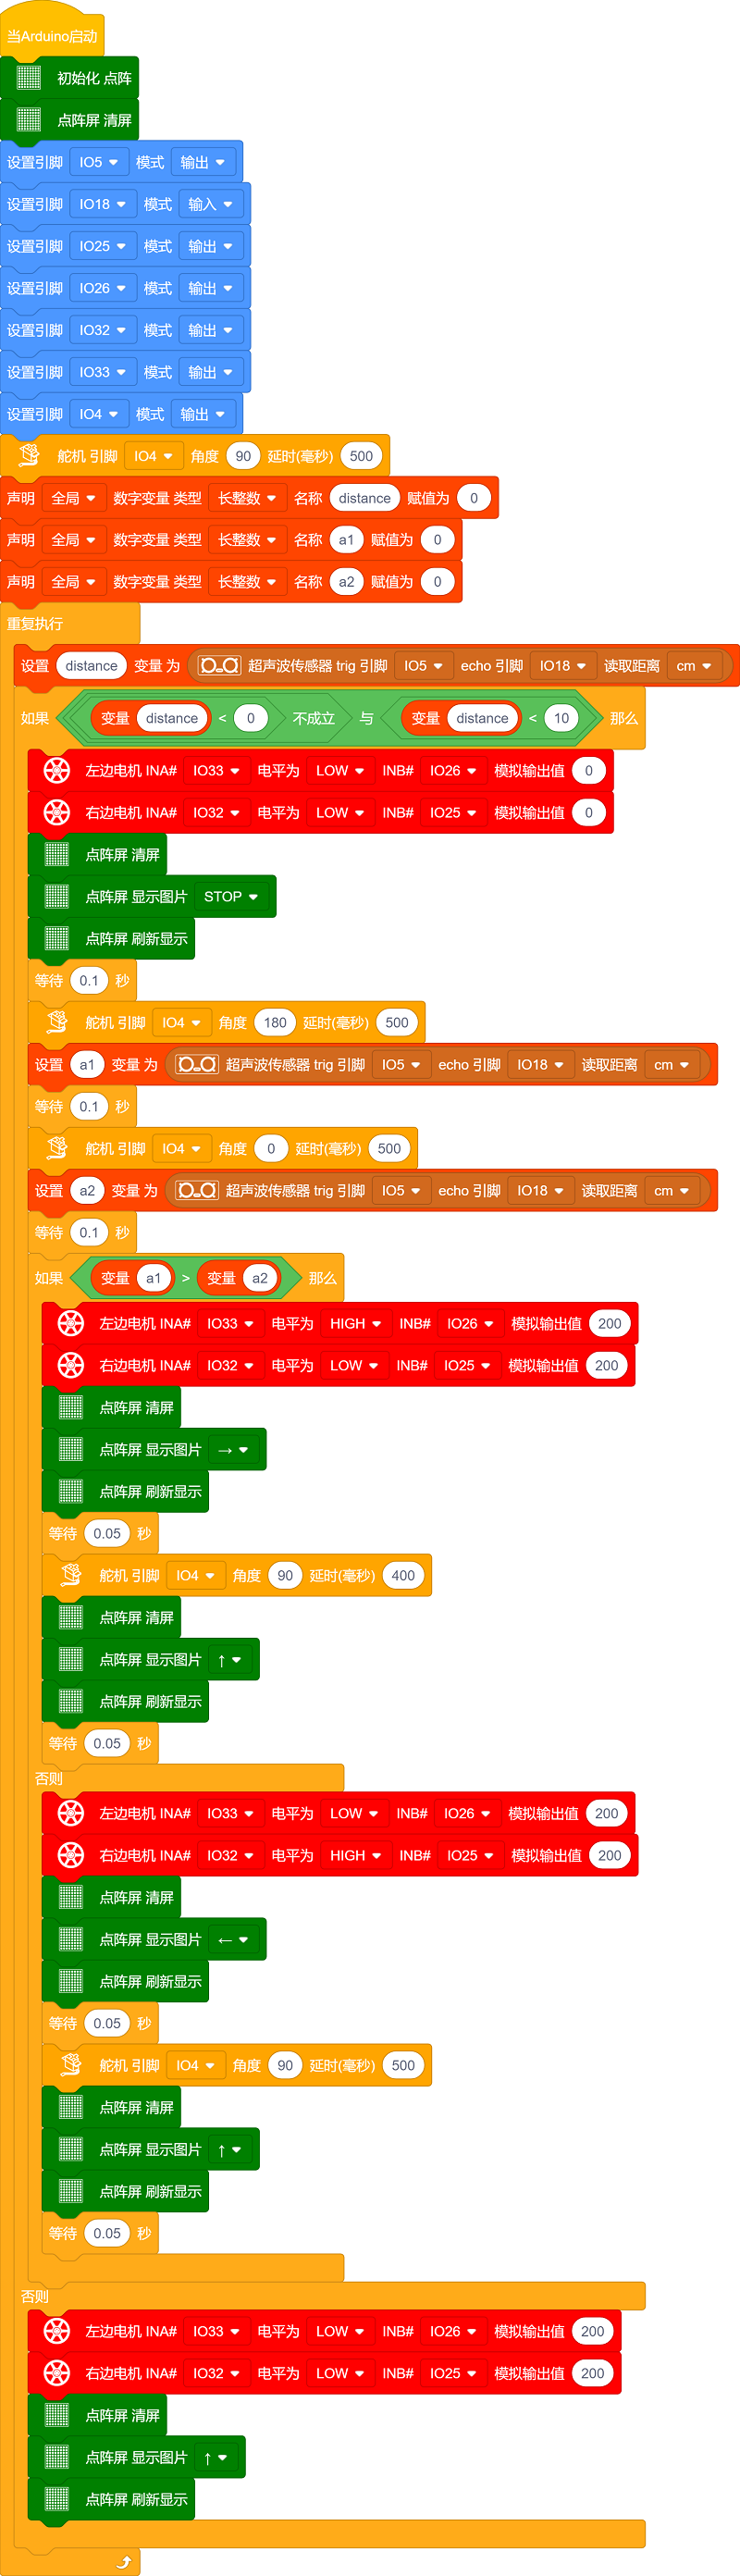 当Arduino启动
初始化 点阵
点阵屏 清屏
设置引脚 IO5 模式 输出
设置引脚 IO18 模式 输入
设置引脚 IO25 模式 输出
设置引脚 IO26 模式 输出
设置引脚 IO32 模式 输出
设置引脚 IO33 模式 输出
设置引脚 IO4 模式 输出
舵机 引脚 IO4 角度 90 延时(毫秒) 500
声明 全局 数字变量 类型 长整数 名称 distance 赋值为 0
声明 全局 数字变量 类型 长整数 名称 a1 赋值为 0
声明 全局 数字变量 类型 长整数 名称 a2 赋值为 0
重复执行
设置 distance 变量 为 超声波传感器 trig 引脚 IO5 echo 引脚 IO18 读取距离 cm
如果 变量 distance < 0 不成立 与 变量 distance < 10 那么
左边电机 INA# IO33 电平为 LOW INB# IO26 模拟输出值 0
右边电机 INA# IO32 电平为 LOW INB# IO25 模拟输出值 0
点阵屏 清屏
点阵屏 显示图片 STOP
点阵屏 刷新显示
等待 0.1 秒
舵机 引脚 IO4 角度 180 延时(毫秒) 500
设置 a1 变量 为 超声波传感器 trig 引脚 IO5 echo 引脚 IO18 读取距离 cm
等待 0.1 秒
舵机 引脚 IO4 角度 0 延时(毫秒) 500
设置 a2 变量 为 超声波传感器 trig 引脚 IO5 echo 引脚 IO18 读取距离 cm
等待 0.1 秒
如果 变量 a1 > 变量 a2 那么
左边电机 INA# IO33 电平为 HIGH INB# IO26 模拟输出值 200
右边电机 INA# IO32 电平为 LOW INB# IO25 模拟输出值 200
点阵屏 清屏
点阵屏 显示图片 →
点阵屏 刷新显示
等待 0.05 秒
舵机 引脚 IO4 角度 90 延时(毫秒) 400
点阵屏 清屏
点阵屏 显示图片 ↑
点阵屏 刷新显示
等待 0.05 秒
否则
左边电机 INA# IO33 电平为 LOW INB# IO26 模拟输出值 200
右边电机 INA# IO32 电平为 HIGH INB# IO25 模拟输出值 200
点阵屏 清屏
点阵屏 显示图片 ←
点阵屏 刷新显示
等待 0.05 秒
舵机 引脚 IO4 角度 90 延时(毫秒) 500
点阵屏 清屏
点阵屏 显示图片 ↑
点阵屏 刷新显示
等待 0.05 秒
否则
左边电机 INA# IO33 电平为 LOW INB# IO26 模拟输出值 200
右边电机 INA# IO32 电平为 LOW INB# IO25 模拟输出值 200
点阵屏 清屏
点阵屏 显示图片 ↑
点阵屏 刷新显示